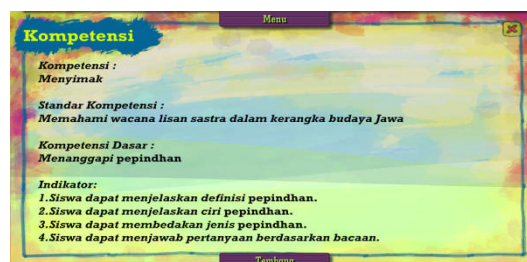 Menu
Kompetensi
Kompetensi :
Menyimak
Standar Kompetensi :
Memahami wacana lisan sastra dalam kerangka budaya Jawa
Kompetensi Dasar :
Menanggapi pepindhan
Indikator:
1.Siswa dapat menjelaskan definisi pepindhan.
2.Siswa dapat menjelaskan ciri pepindhan.
3.Siswa dapat membedakan jenis pepindhan.
4.Siswa dapat menjawab pertanyaan berdasarkan bacaan.
Tembang